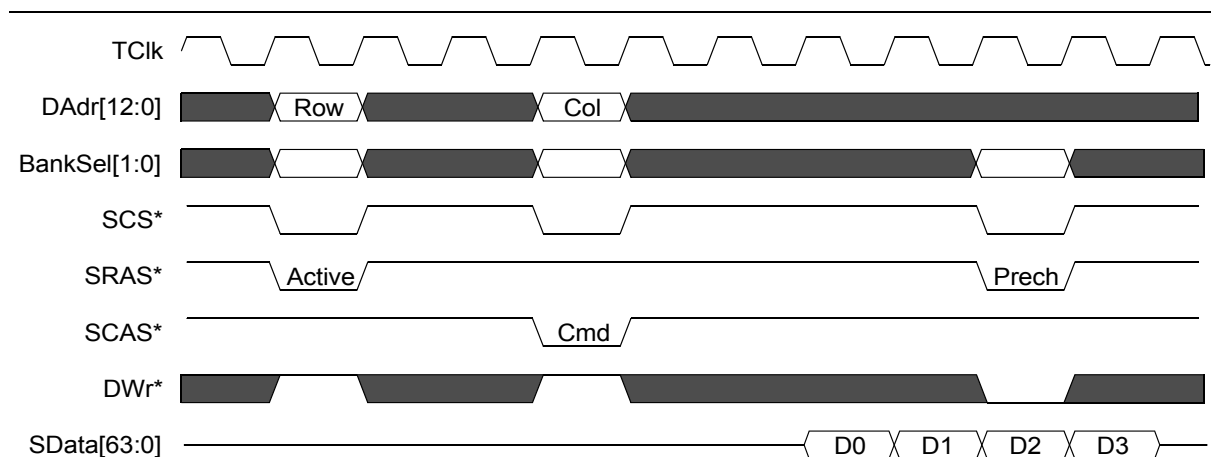 TClk
DAdr[12:0] Row Col
BankSel[1:0]
SCS*
SRAS* Active Prech
SCAS* Cmd
DWr*
SData[63:0] D0 D1 D2 D3